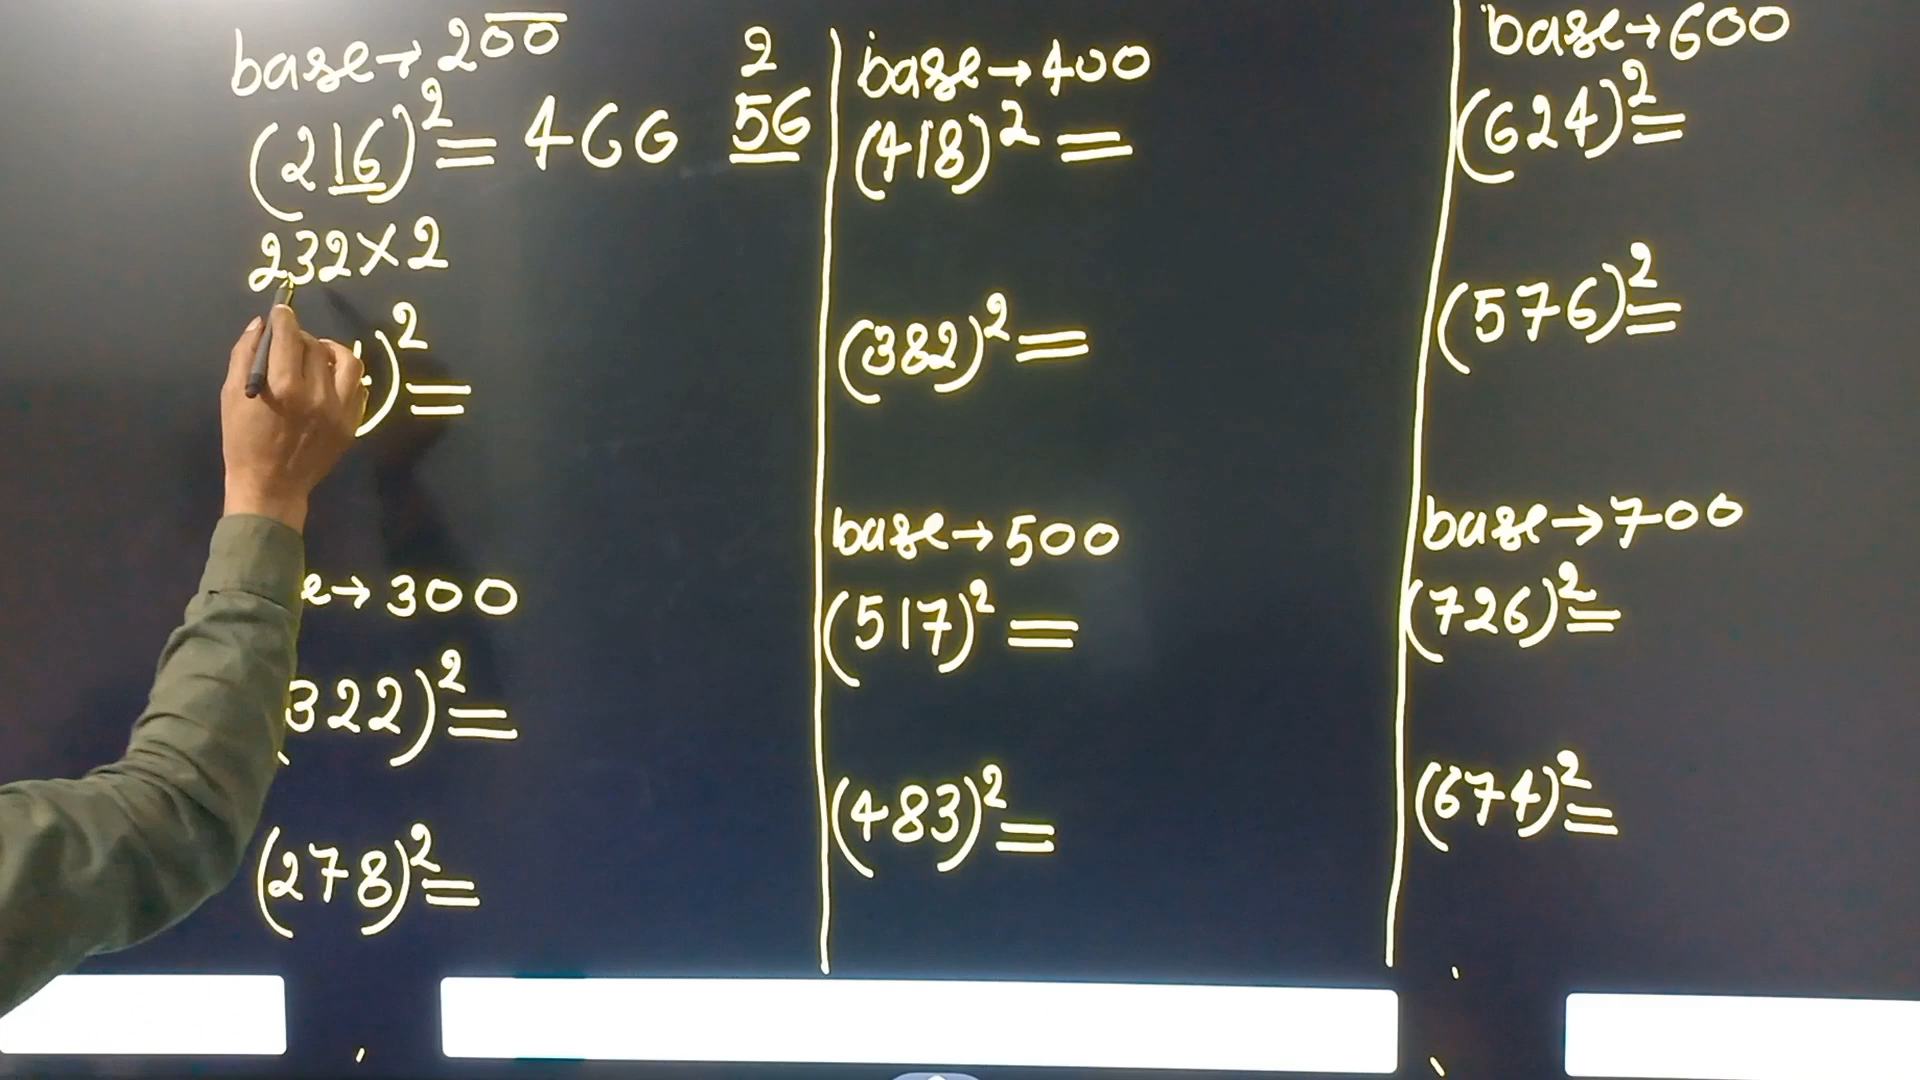 base→200
2
(216)²= 466 56
232×2
)²=
e→300
322)²=
(278)²=
base→400
(418)²=
(382)²=
base→500
(517)²=
(483)²=
base→600
(624)²=
(576)²=
base→700
(726)²=
(674)²=